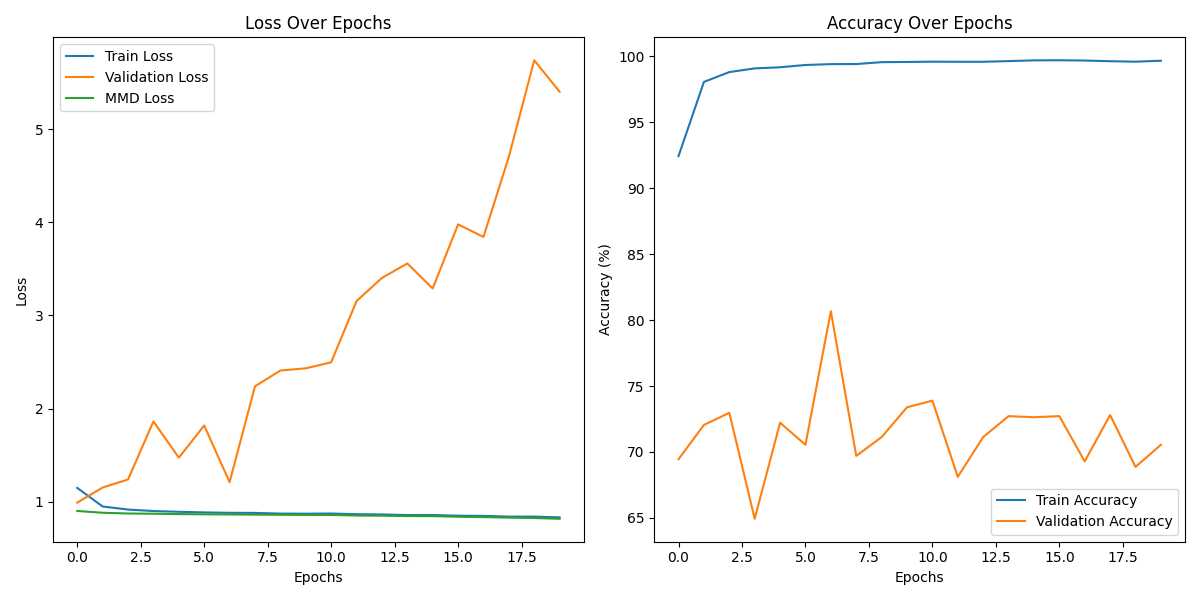 Loss Over Epochs
Train Loss
Validation Loss
MMD Loss
5
4
3
2
1
Loss
0.0 2.5 5.0 7.5 10.0 12.5 15.0 17.5
Epochs
Accuracy Over Epochs
100
95
90
85
80
75
70
65
Accuracy (%)
Train Accuracy
Validation Accuracy
0.0 2.5 5.0 7.5 10.0 12.5 15.0 17.5
Epochs